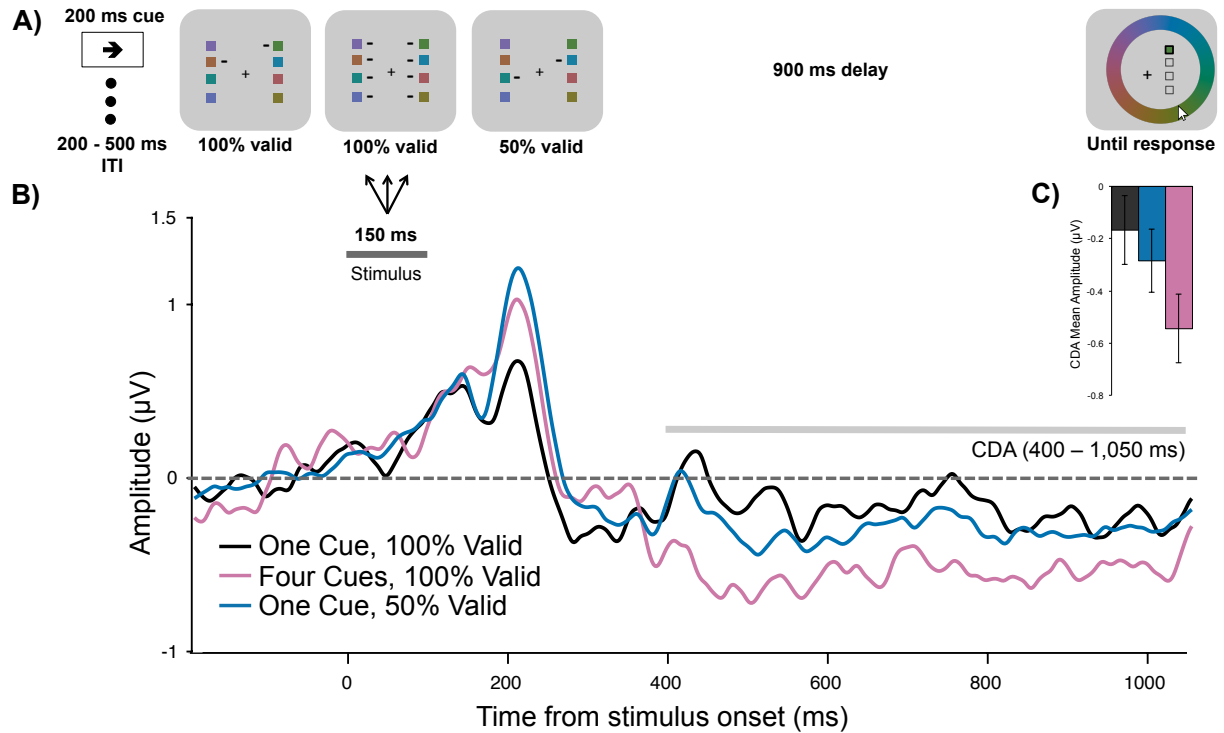 A)
200 ms cue
200 - 500 ms
ITI
100% valid
100% valid
50% valid
900 ms delay
Until response
B)
150 ms
Stimulus
C)
0
-0.2
-0.4
-0.6
-0.8
CDA Mean Amplitude (µV)
1.5
1
0
-1
Amplitude (µV)
CDA (400 – 1,050 ms)
One Cue, 100% Valid
Four Cues, 100% Valid
One Cue, 50% Valid
0
200
400
600
800
1000
Time from stimulus onset (ms)